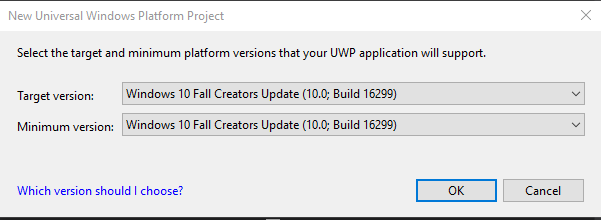 New Universal Windows Platform Project
Select the target and minimum platform versions that your UWP application will support.
Target version: Windows 10 Fall Creators Update (10.0; Build 16299)
Minimum version: Windows 10 Fall Creators Update (10.0; Build 16299)
Which version should I choose? OK Cancel